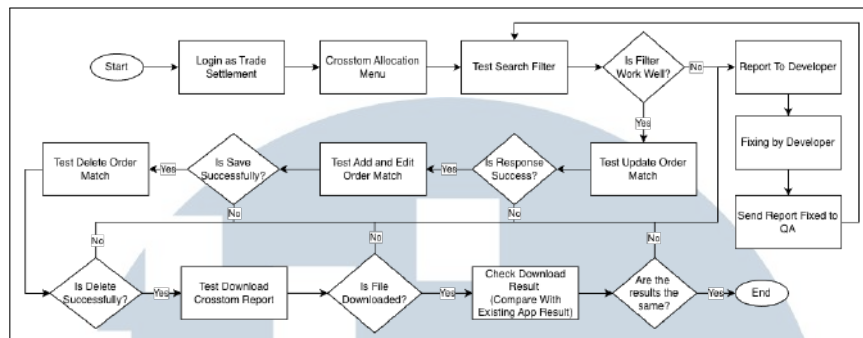 Start
Login as Trade
Settlement
Crosstom Allocation
Menu
Test Search Filter
Is Filter
Work Well?
No
Report To Developer
Yes
Fixing by Developer
Test Delete Order
Match
Yes
Is Save
Successfully?
Test Add and Edit
Order Match
Yes
Is Response
Success?
Test Update Order
Match
Send Report Fixed to
QA
No
No
No
No
No
Is Delete
Successfully?
Yes
Test Download
Crosstom Report
Is File
Downloaded?
Yes
Check Download
Result
(Compare With
Existing App Result)
Are the
results the
same?
Yes
End